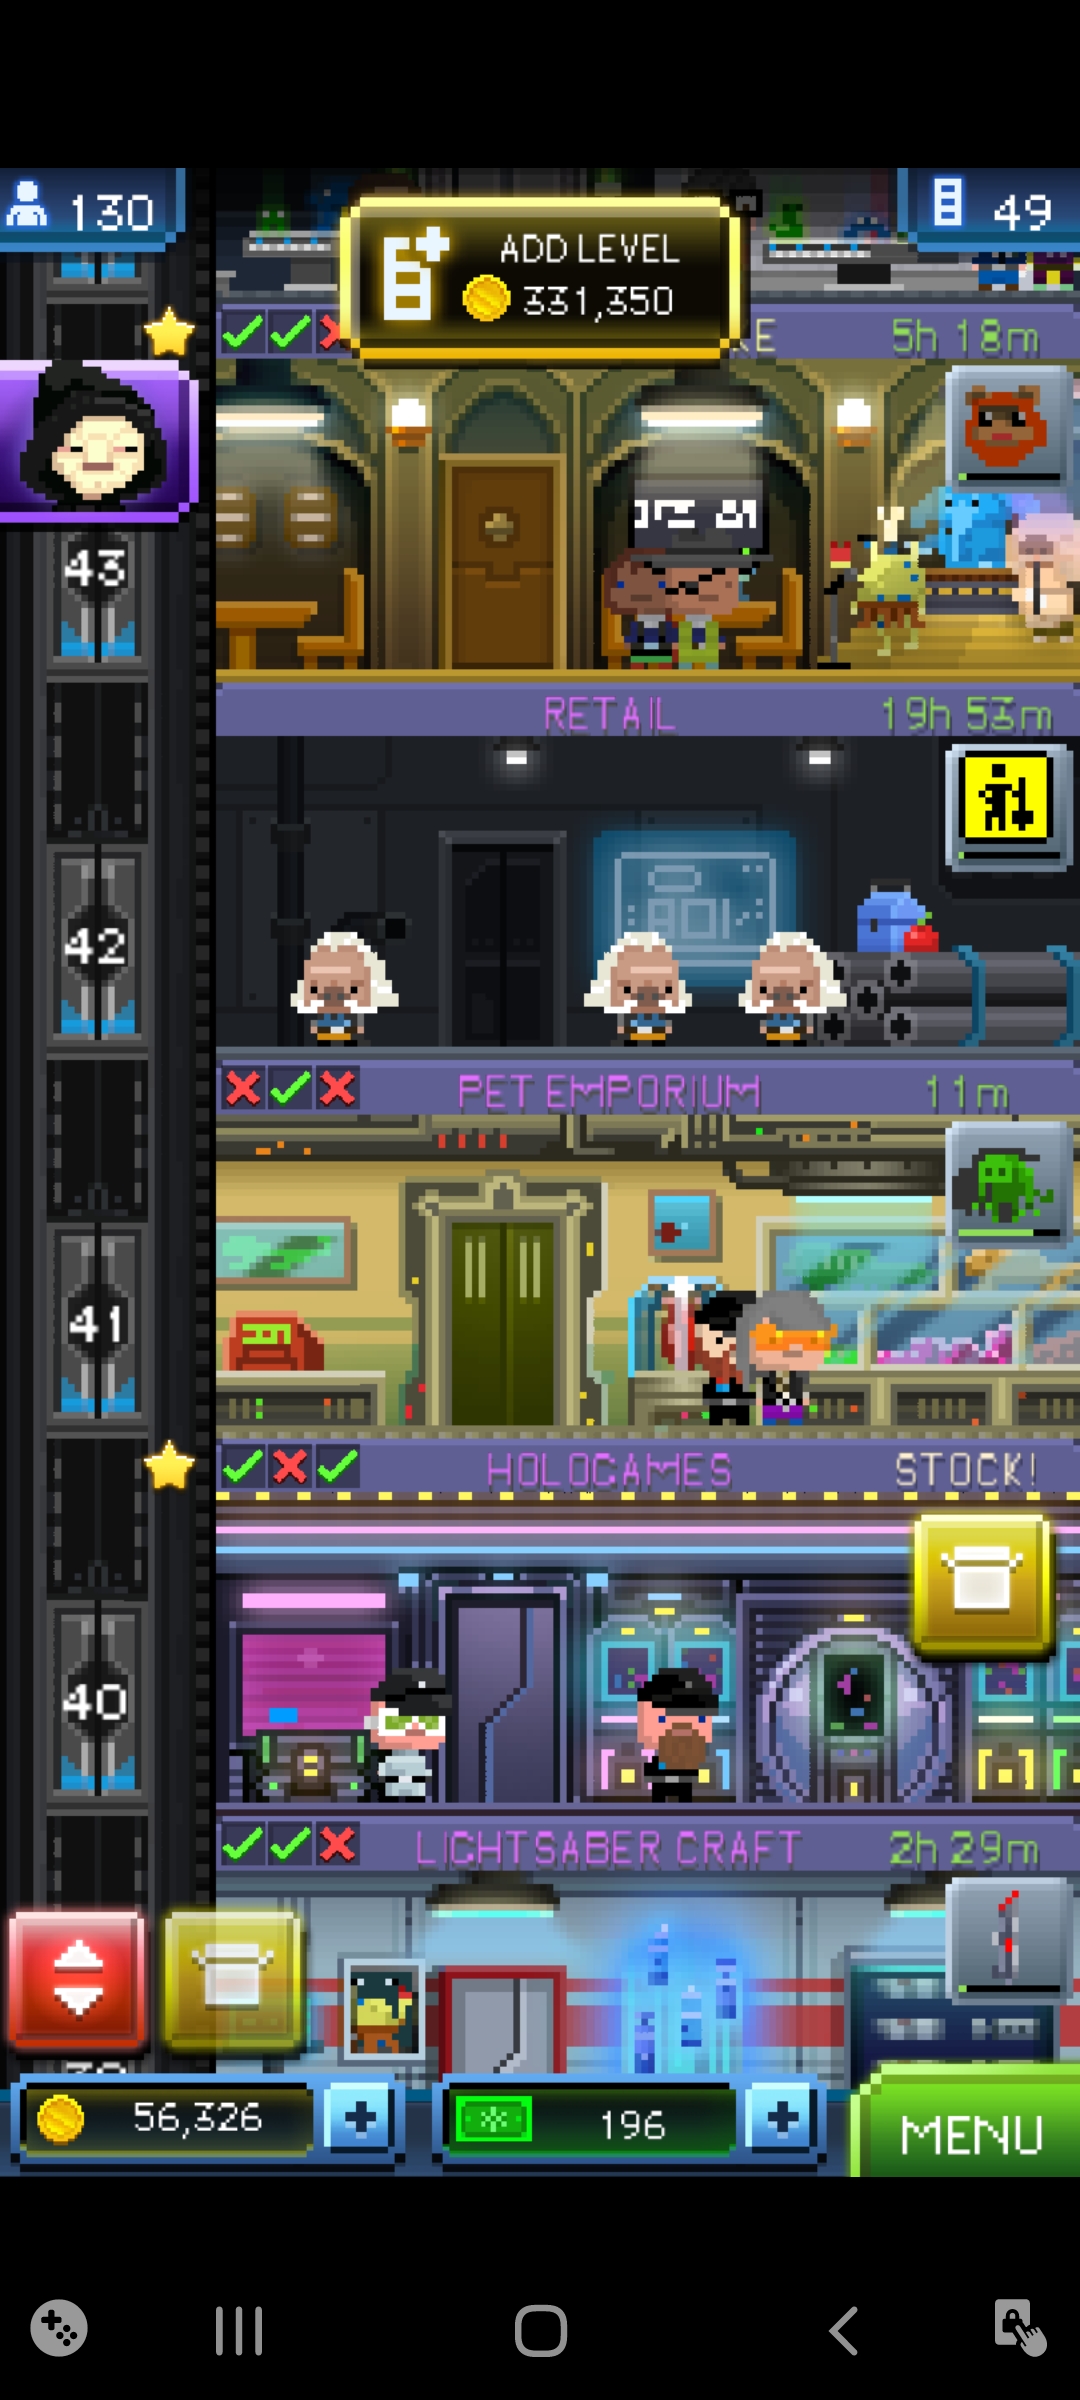 130
ADD LEVEL
331,350
49
KE
5h 18m
43
RETAIL
19h 53m
42
PET EMPORIUM
11m
41
HOLOGAMES
STOCK!
40
LIGHTSABER CRAFT
2h 29m
56,326
196
MENU